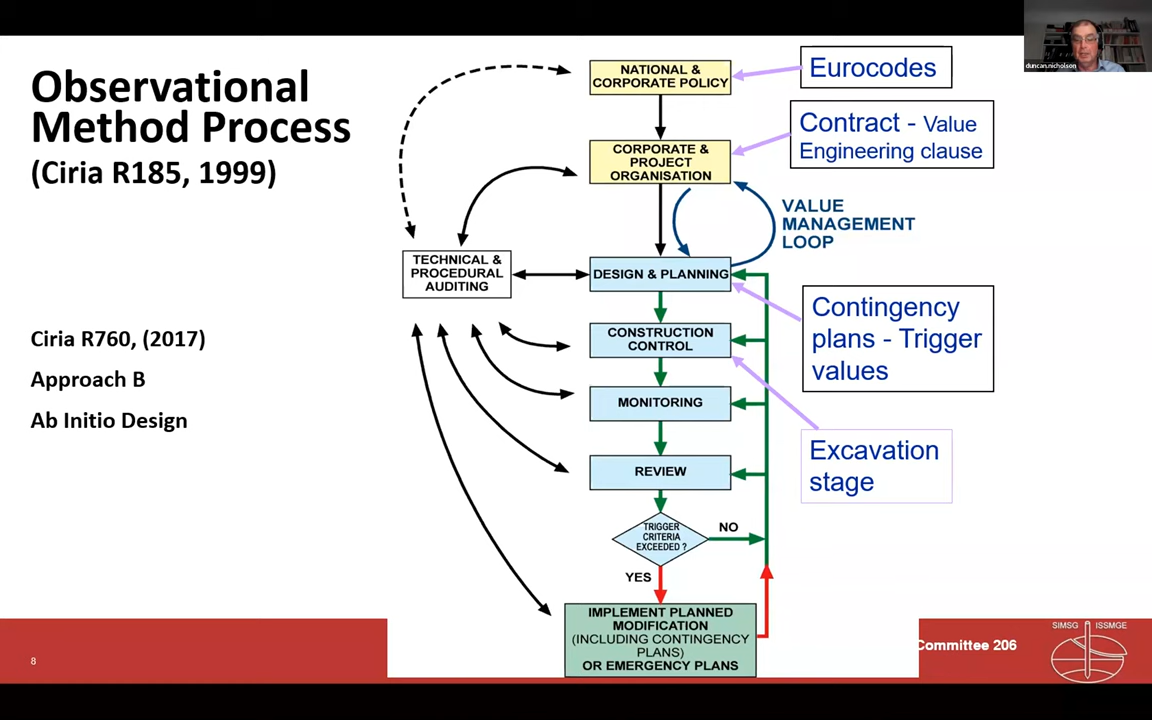 Observational
Method Process
(Ciria R185, 1999)
Ciria R760, (2017)
Approach B
Ab Initio Design
NATIONAL &
CORPORATE POLICY
Eurocodes
CORPORATE &
PROJECT
ORGANISATION
Contract - Value
Engineering clause
VALUE
MANAGEMENT
LOOP
TECHNICAL &
PROCEDURAL
AUDITING
DESIGN & PLANNING
Contingency
plans - Trigger
values
CONSTRUCTION
CONTROL
MONITORING
Excavation
stage
REVIEW
TRIGGER
CRITERIA
EXCEEDED ?
NO
YES
IMPLEMENT PLANNED
MODIFICATION
(INCLUDING CONTINGENCY
PLANS)
OR EMERGENCY PLANS
8
Committee 206
SIMSG ISSMGE
duncan.nicholson